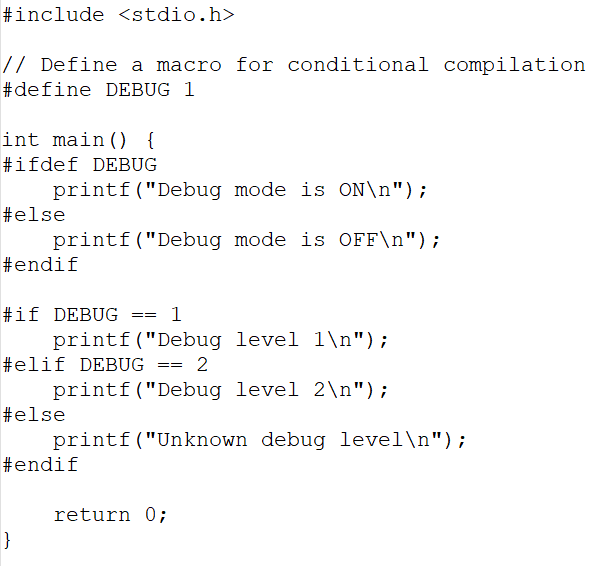 #include <stdio.h>

// Define a macro for conditional compilation
#define DEBUG 1

int main() {
#ifdef DEBUG
    printf("Debug mode is ON\n");
#else
    printf("Debug mode is OFF\n");
#endif

#if DEBUG == 1
    printf("Debug level 1\n");
#elif DEBUG == 2
    printf("Debug level 2\n");
#else
    printf("Unknown debug level\n");
#endif

    return 0;
}